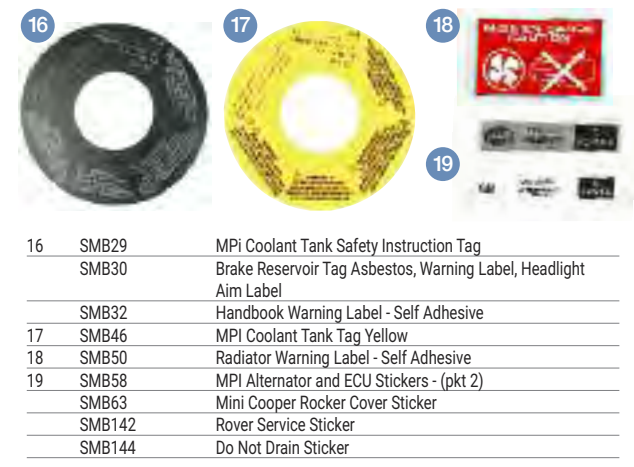 16
17
18
19
16 SMB29 MPi Coolant Tank Safety Instruction Tag
SMB30 Brake Reservoir Tag Asbestos, Warning Label, Headlight
Aim Label
SMB32 Handbook Warning Label - Self Adhesive
17 SMB46 MPI Coolant Tank Tag Yellow
18 SMB50 Radiator Warning Label - Self Adhesive
19 SMB58 MPI Alternator and ECU Stickers - (pkt 2)
SMB63 Mini Cooper Rocker Cover Sticker
SMB142 Rover Service Sticker
SMB144 Do Not Drain Sticker